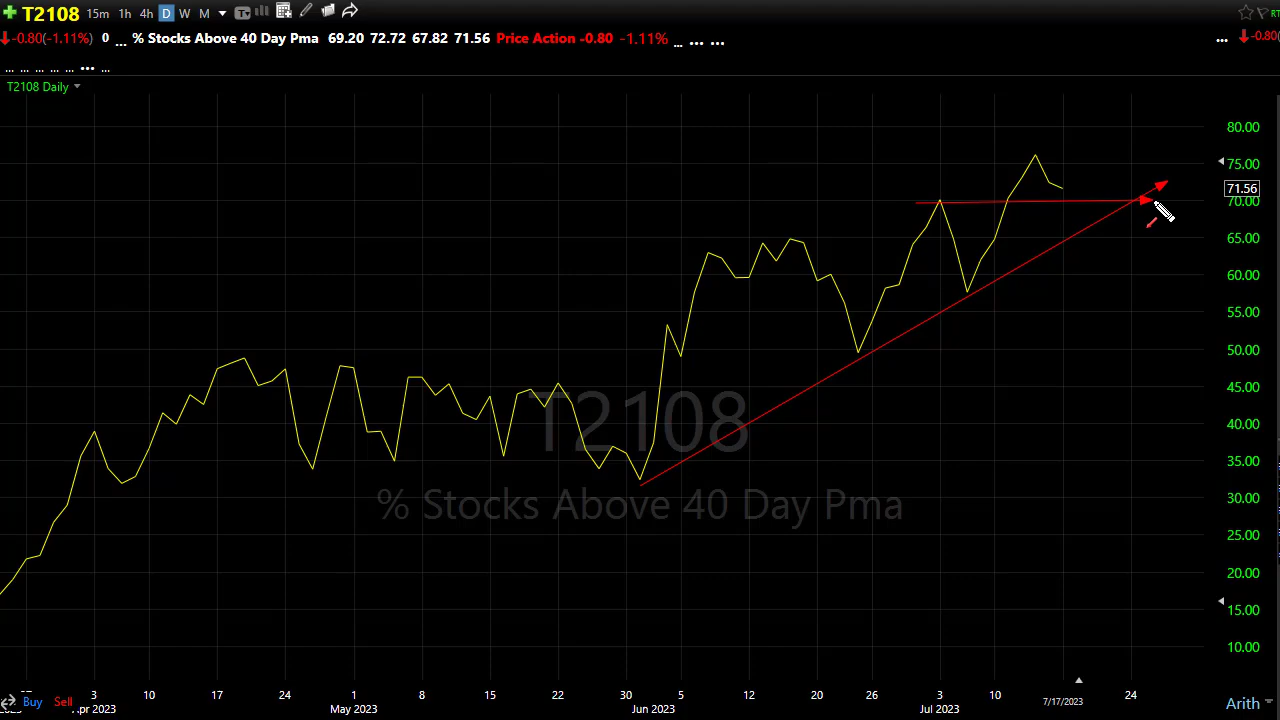 T2108 15m 1h 4h D W M T RT
-0.80(-1.11%) 0 ... % Stocks Above 40 Day Pma 69.20 72.72 67.82 71.56 Price Action -0.80 -1.11% ... ... ... ... -0.80(
... ... ... ... ... ... ...
T2108 Daily
80.00
75.00
71.56
70.00
65.00
60.00
55.00
50.00
45.00
40.00
35.00
30.00
25.00
20.00
15.00
10.00
T2108
% Stocks Above 40 Day Pma
3 10 17 24 1 8 15 22 30 5 12 20 26 3 10 7/17/2023 24
Buy Sell Arith
Apr 2023 May 2023 Jun 2023 Jul 2023